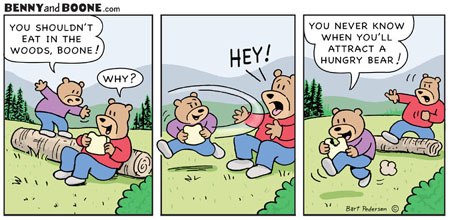 BENNY and BOONE.com
YOU SHOULDN'T
EAT IN THE
WOODS, BOONE!
WHY?
HEY!
YOU NEVER KNOW
WHEN YOU'LL
ATTRACT A
HUNGRY BEAR!
Bart Pedersen ©